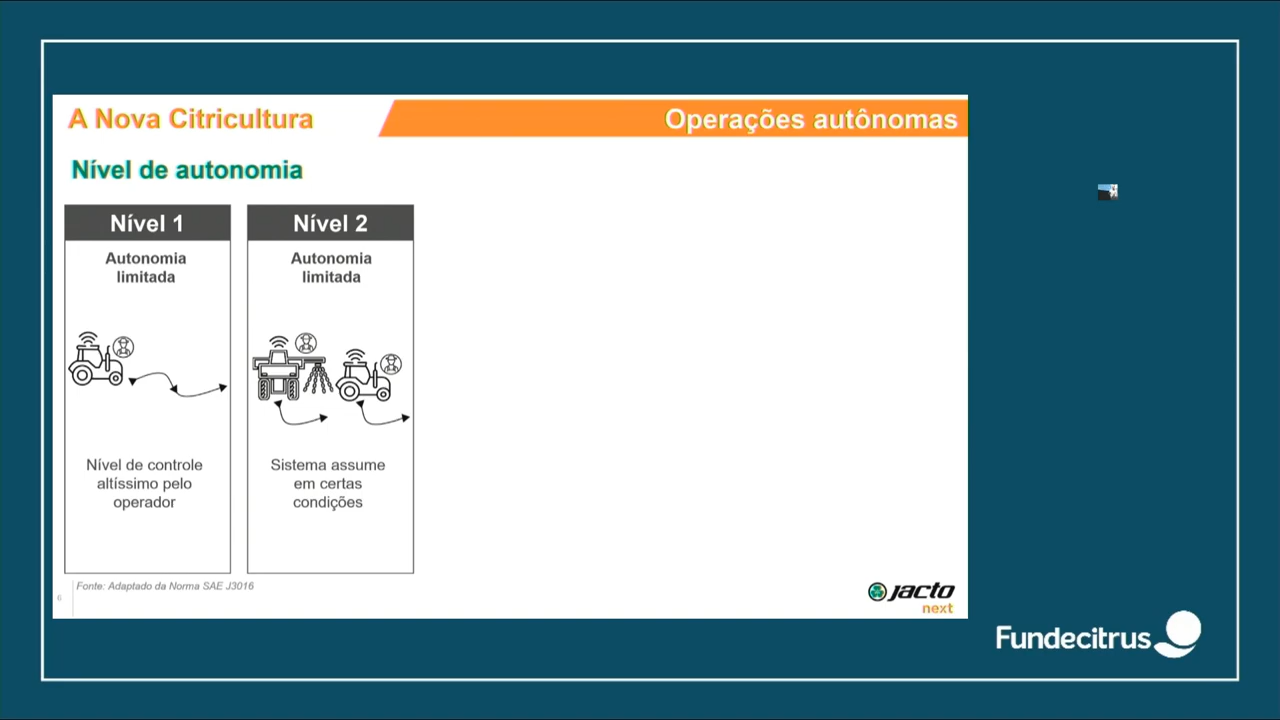 A Nova Citricultura
Operações autônomas
Nível de autonomia
Nível 1
Autonomia
limitada
Nível de controle
altíssimo pelo
operador
Nível 2
Autonomia
limitada
Sistema assume
em certas
condições
Fonte: Adaptado da Norma SAE J3016
6
jacto
next
Fundecitrus